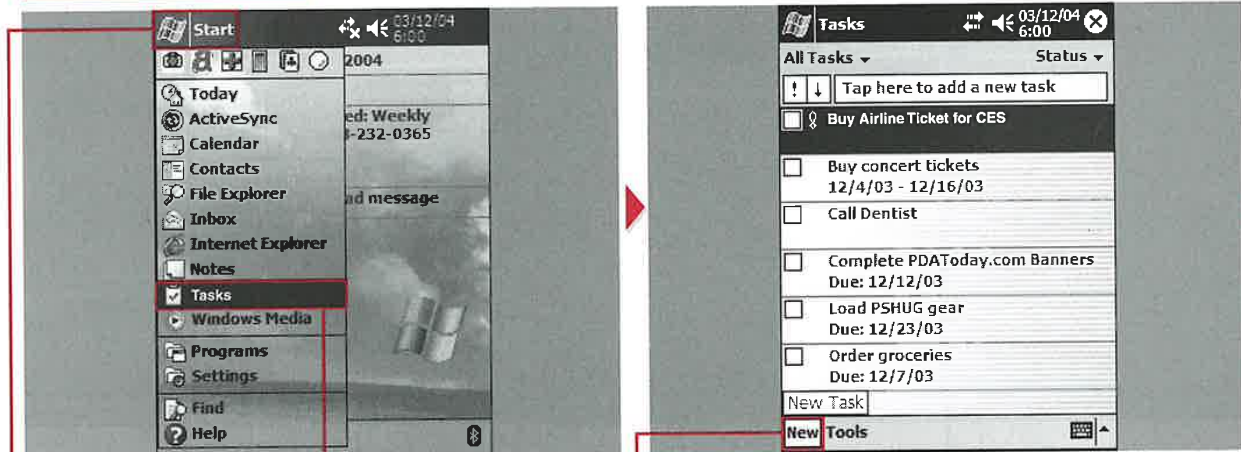 Start
03/12/04
6:00
2004
Today
ActiveSync
ed: Weekly
Calendar
-232-0365
Contacts
File Explorer
ad message
Inbox
Internet Explorer
Notes
Tasks
Windows Media
Programs
Settings
Find
Help
Tasks
03/12/04
6:00
All Tasks
Status
! ↓ Tap here to add a new task
Buy Airline Ticket for CES
Buy concert tickets
12/4/03 - 12/16/03
Call Dentist
Complete PDAToday.com Banners
Due: 12/12/03
Load PSHUG gear
Due: 12/23/03
Order groceries
Due: 12/7/03
New Task
New Tools